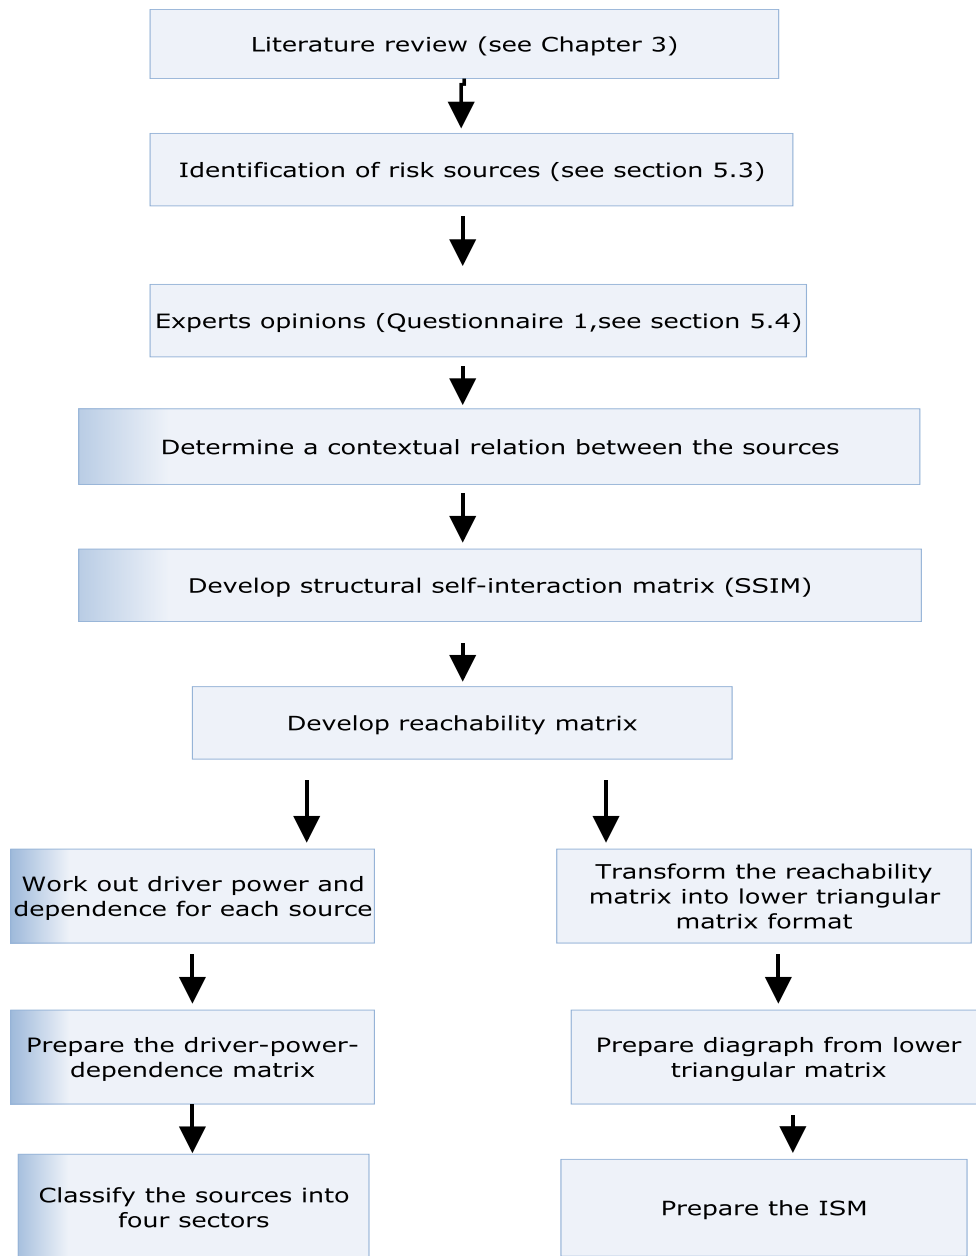 Literature review (see Chapter 3)
Identification of risk sources (see section 5.3)
Experts opinions (Questionnaire 1,see section 5.4)
Determine a contextual relation between the sources
Develop structural self-interaction matrix (SSIM)
Develop reachability matrix
Work out driver power and
dependence for each source
Transform the reachability
matrix into lower triangular
matrix format
Prepare the driver-power-
dependence matrix
Prepare diagraph from lower
triangular matrix
Classify the sources into
four sectors
Prepare the ISM